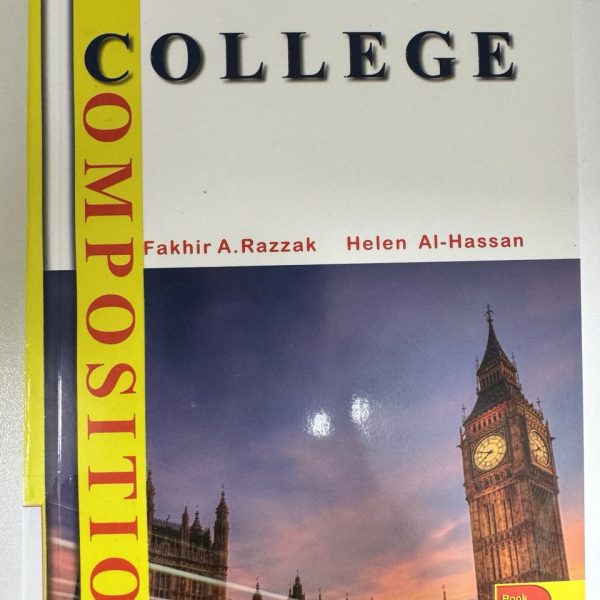 COLLEGE
COMPOSITIO
Fakhir A.Razzak Helen Al-Hassan
Book